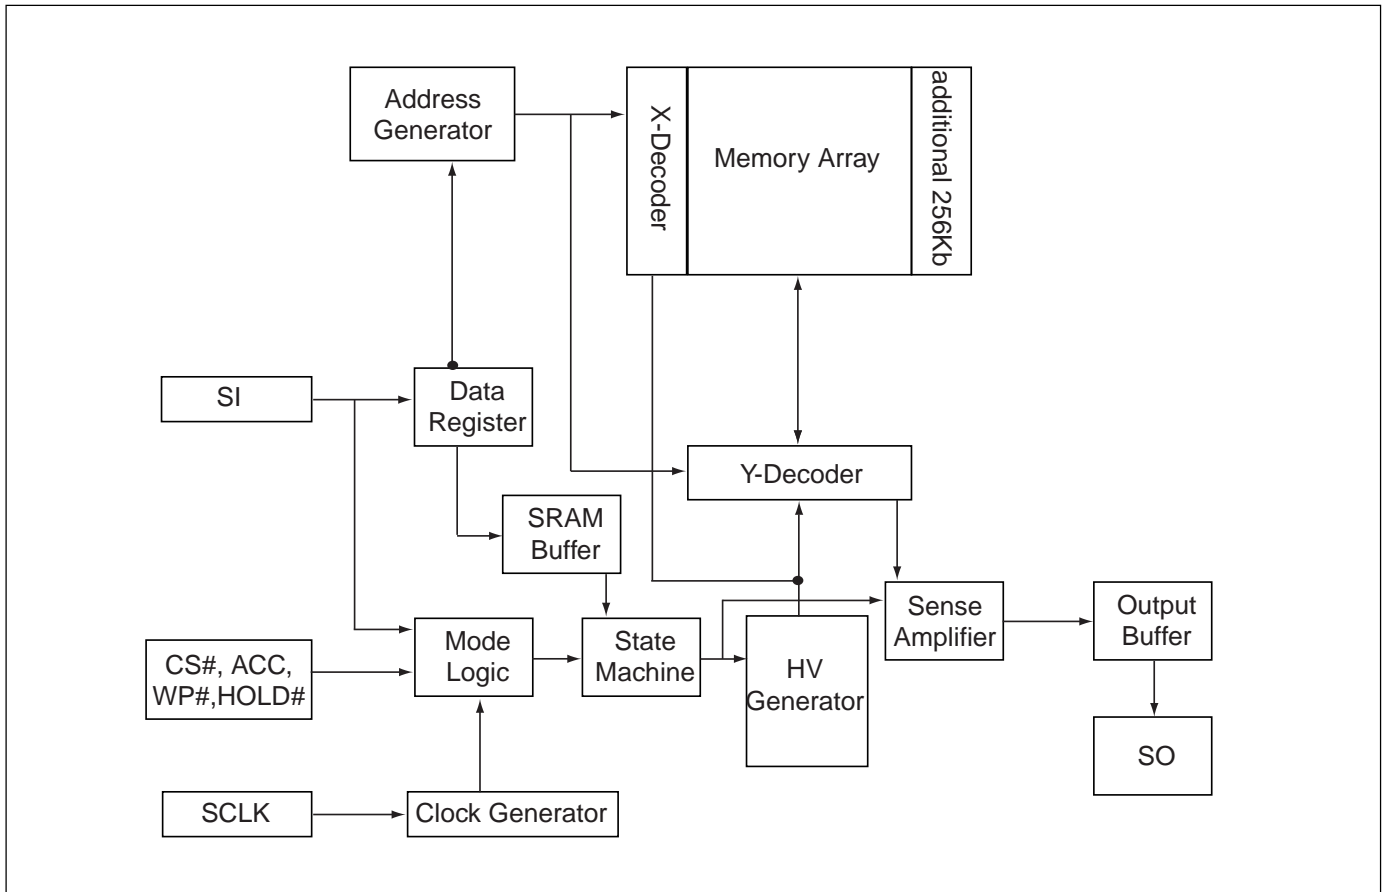 Address
Generator
X-Decoder
Memory Array
additional 256Kb
SI
Data
Register
Y-Decoder
SRAM
Buffer
Sense
Amplifier
Output
Buffer
Mode
Logic
State
Machine
CS#, ACC,
WP#,HOLD#
HV
Generator
SO
SCLK
Clock Generator